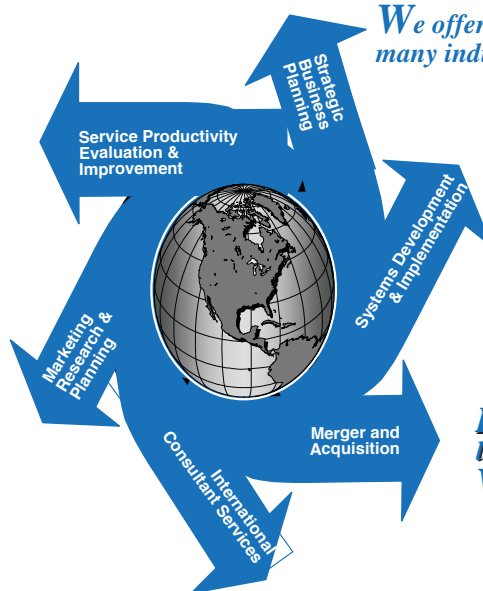 We offer
many
Strategic
Business
Planning
Service Productivity
Evaluation &
Improvement
Systems Development
& Implementation
Marketing
Research &
Planning
Merger and
Acquisition
International
Consultant Services